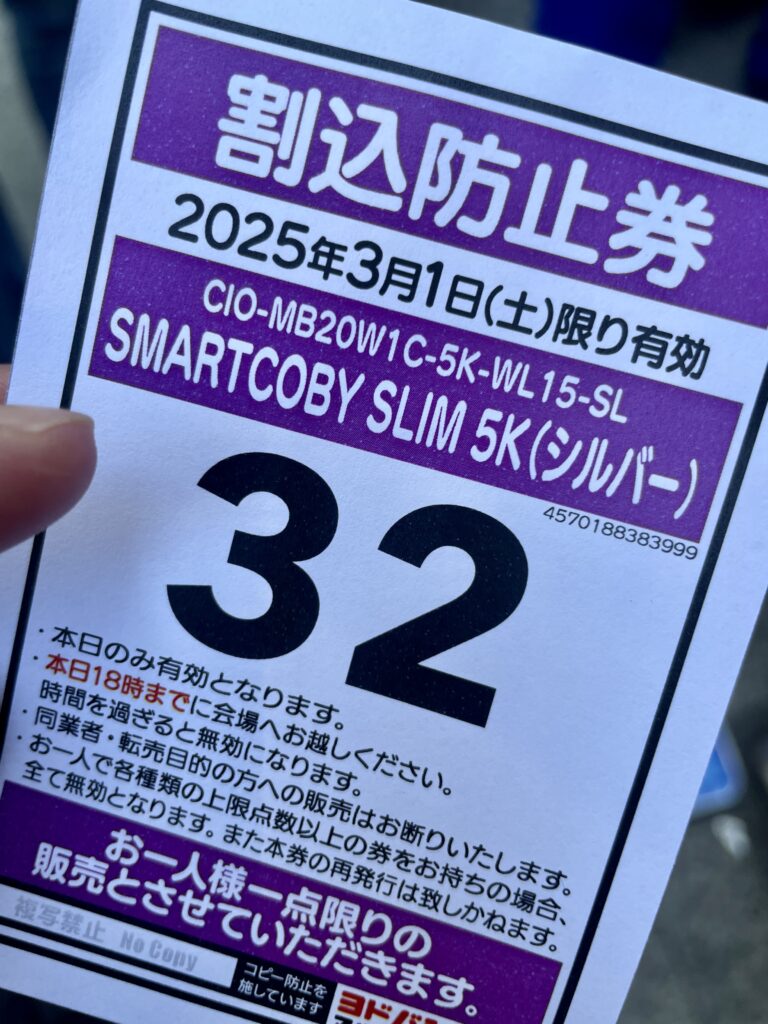 割込防止券
2025年3月1日(土)限り有効
CIO-MB20W1C-5K-WL15-SL
SMARTCOBY SLIM 5K(シルバー)
4570188383999
32
・本日のみ有効となります。
・本日18時までに会場へお越しください。
時間を過ぎると無効になります。
・同業者・転売目的の方への販売はお断りいたします。
・お一人で各種類の上限点数以上の券をお持ちの場合、
全て無効となります。また本券の再発行は致しかねます。
お一人様一点限りの
販売とさせていただきます。
複写禁止 No Copy
コピー防止を
施しています
ヨドバ